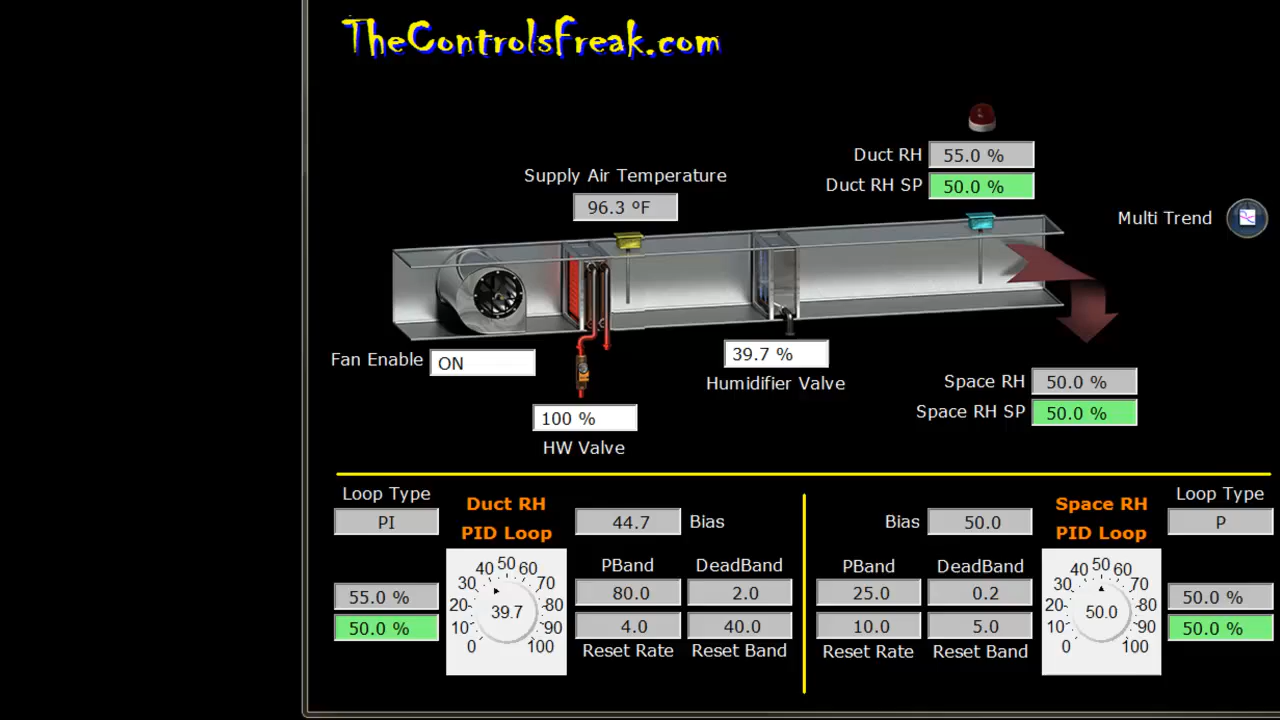 TheControlsFreak.com
Duct RH 55.0 %
Duct RH SP 50.0 %
Supply Air Temperature
96.3 ºF
Multi Trend
Fan Enable ON
39.7 %
Humidifier Valve
100 %
HW Valve
Space RH 50.0 %
Space RH SP 50.0 %
Loop Type
PI
Duct RH
PID Loop
44.7 Bias
PBand DeadBand
80.0 2.0
4.0 40.0
Reset Rate Reset Band
55.0 %
50.0 %
0 10 20 30 40 50 60 70 80 90 100
39.7
Bias 50.0
Space RH
PID Loop
Loop Type
P
PBand DeadBand
25.0 0.2
10.0 5.0
Reset Rate Reset Band
0 10 20 30 40 50 60 70 80 90 100
50.0
50.0 %
50.0 %